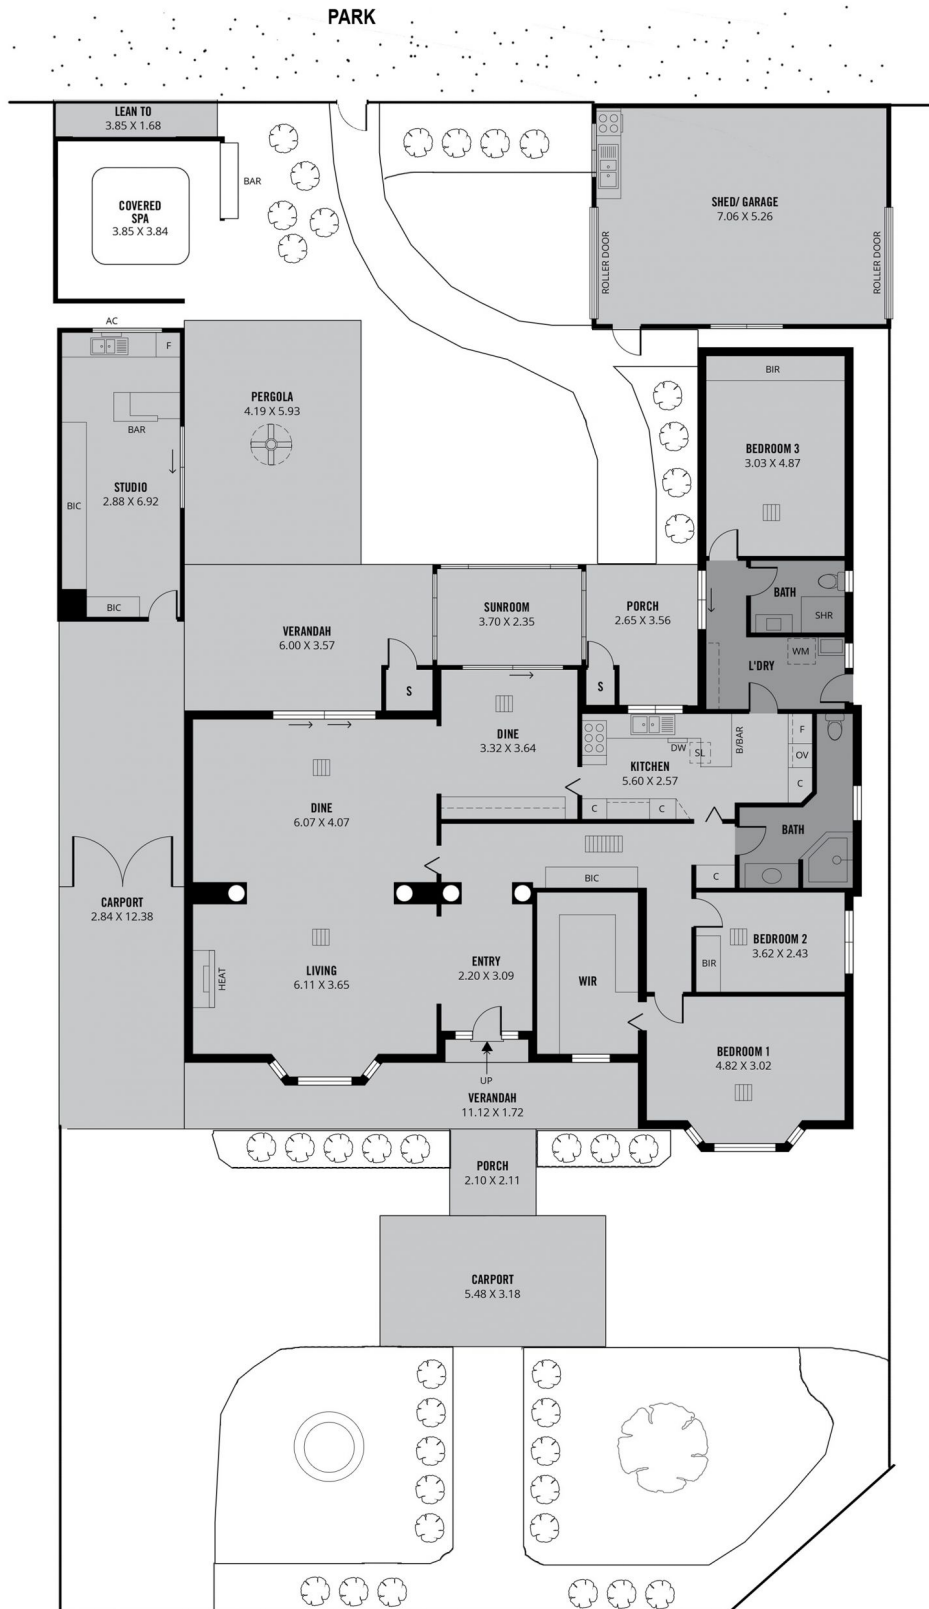 PARK
LEAN TO
3.85 X 1.68
BAR
COVERED
SPA
3.85 X 3.84
SHED/ GARAGE
7.06 X 5.26
ROLLER DOOR
ROLLER DOOR
AC
F
BAR
STUDIO
2.88 X 6.92
BIC
BIC
PERGOLA
4.19 X 5.93
BIR
BEDROOM 3
3.03 X 4.87
VERANDAH
6.00 X 3.57
S
SUNROOM
3.70 X 2.35
PORCH
2.65 X 3.56
S
BATH
SHR
WM
L'DRY
DINE
3.32 X 3.64
DW
SL
B/BAR
F
OV
C
KITCHEN
5.60 X 2.57
C
C
DINE
6.07 X 4.07
BATH
BIC
C
CARPORT
2.84 X 12.38
HEAT
LIVING
6.11 X 3.65
ENTRY
2.20 X 3.09
WIR
BIR
BEDROOM 2
3.62 X 2.43
UP
BEDROOM 1
4.82 X 3.02
VERANDAH
11.12 X 1.72
PORCH
2.10 X 2.11
CARPORT
5.48 X 3.18